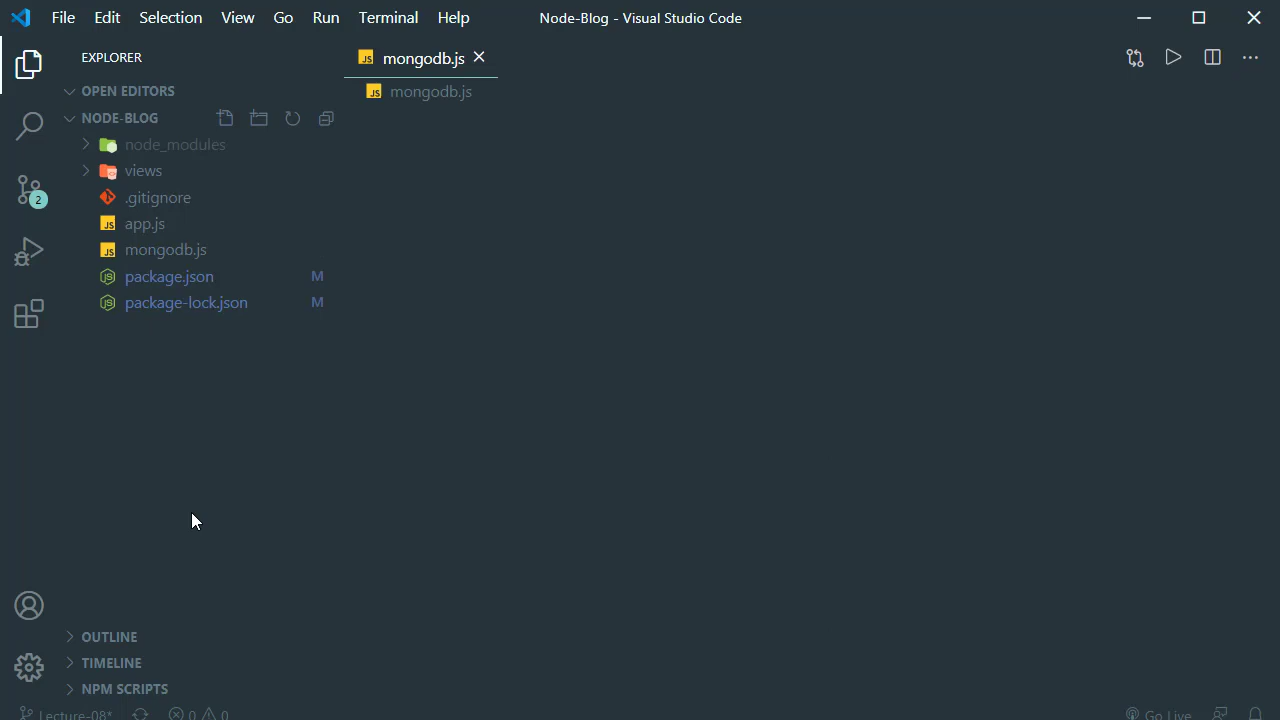 File Edit Selection View Go Run Terminal Help Node-Blog - Visual Studio Code
EXPLORER
mongodb.js
OPEN EDITORS
mongodb.js
NODE-BLOG
node_modules
views
2
.gitignore
app.js
mongodb.js
package.json M
package-lock.json M
OUTLINE
TIMELINE
NPM SCRIPTS
Lecture-08* 0 0 Go Live